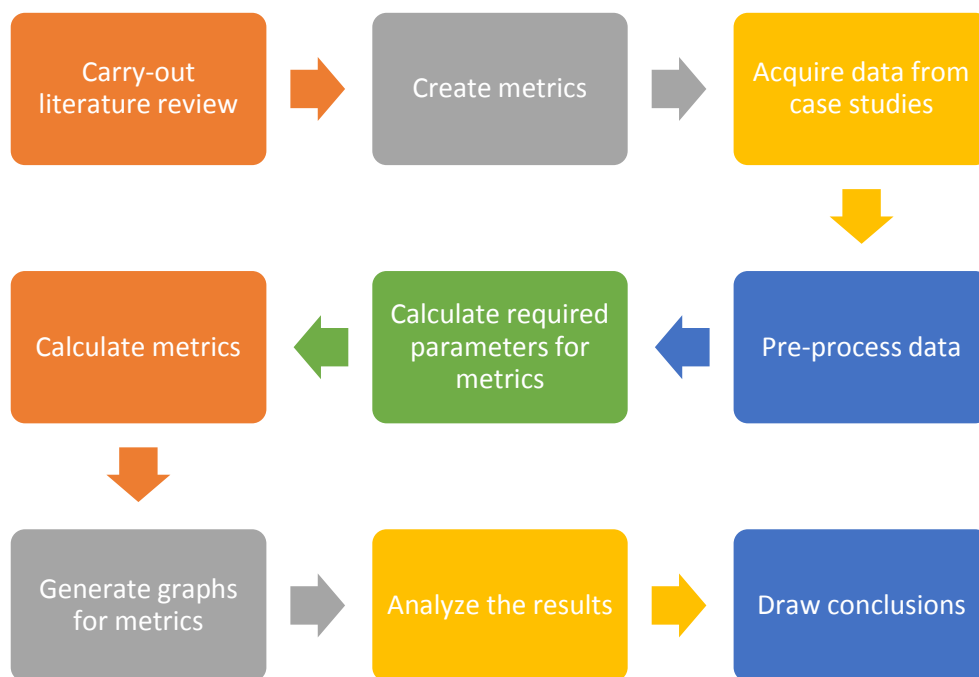 Carry-out
literature review
Create metrics
Acquire data from
case studies
Pre-process data
Calculate required
parameters for
metrics
Calculate metrics
Generate graphs
for metrics
Analyze the results
Draw conclusions